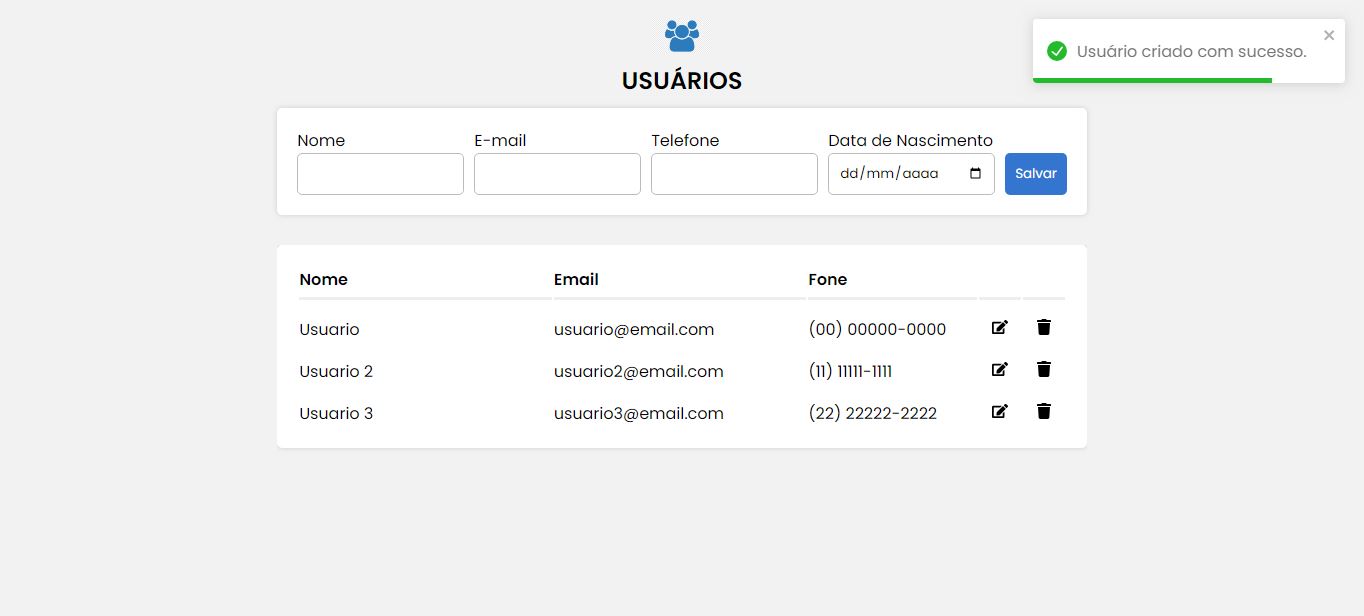 Usuário criado com sucesso.
USUÁRIOS
Nome E-mail Telefone Data de Nascimento
dd/mm/aaaa Salvar
Nome Email Fone
Usuario usuario@email.com (00) 00000-0000
Usuario 2 usuario2@email.com (11) 11111-1111
Usuario 3 usuario3@email.com (22) 22222-2222